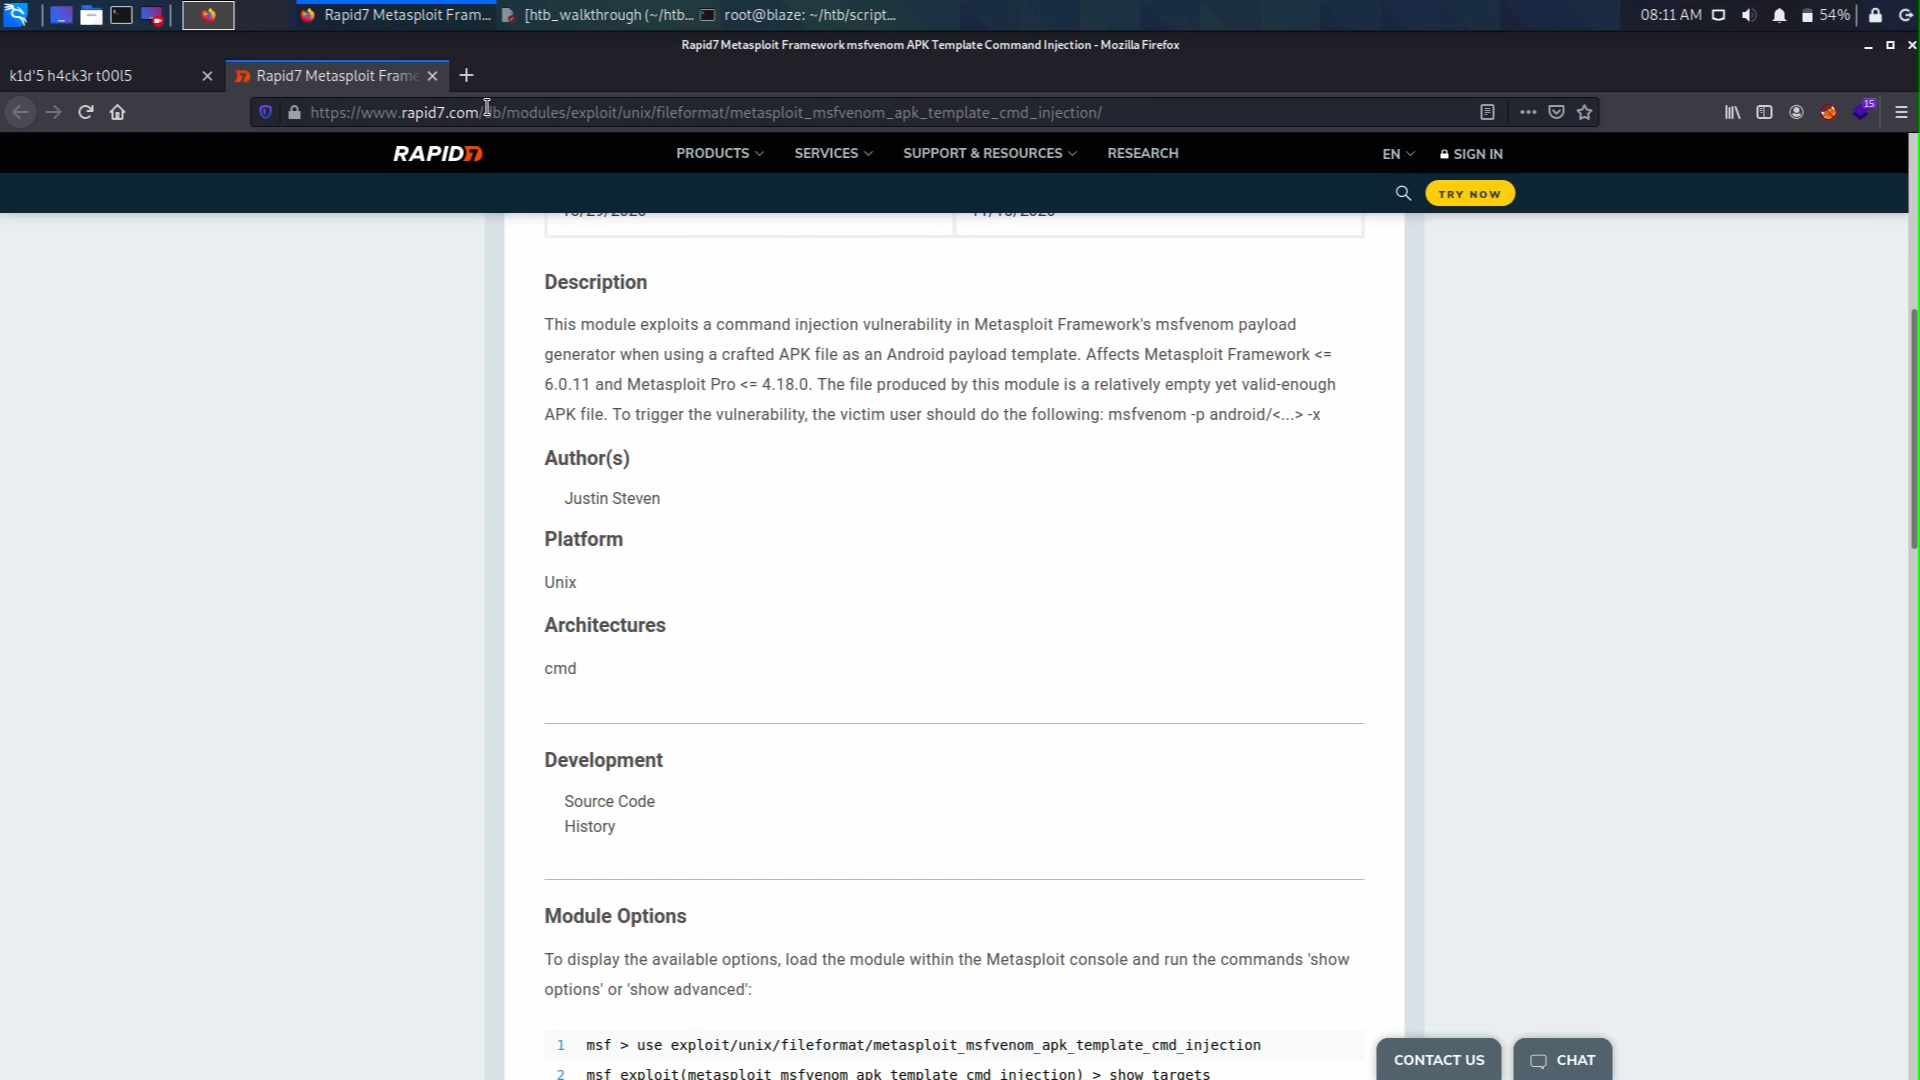 Rapid7 Metasploit Fram...
[htb_walkthrough (~/htb...
root@blaze: ~/htb/script...
08:11 AM
54%
Rapid7 Metasploit Framework msfvenom APK Template Command Injection - Mozilla Firefox
k1d'5 h4ck3r t00l5
Rapid7 Metasploit Frame
https://www.rapid7.com/db/modules/exploit/unix/fileformat/metasploit_msfvenom_apk_template_cmd_injection/
15
RAPID7
PRODUCTS
SERVICES
SUPPORT & RESOURCES
RESEARCH
EN
SIGN IN
TRY NOW
Description
This module exploits a command injection vulnerability in Metasploit Framework's msfvenom payload
generator when using a crafted APK file as an Android payload template. Affects Metasploit Framework <=
6.0.11 and Metasploit Pro <= 4.18.0. The file produced by this module is a relatively empty yet valid-enough
APK file. To trigger the vulnerability, the victim user should do the following: msfvenom -p android/<...> -x
Author(s)
Justin Steven
Platform
Unix
Architectures
cmd
Development
Source Code
History
Module Options
To display the available options, load the module within the Metasploit console and run the commands 'show
options' or 'show advanced':
1 msf > use exploit/unix/fileformat/metasploit_msfvenom_apk_template_cmd_injection
2 msf exploit(metasploit_msfvenom_apk_template_cmd_injection) > show targets
CONTACT US
CHAT